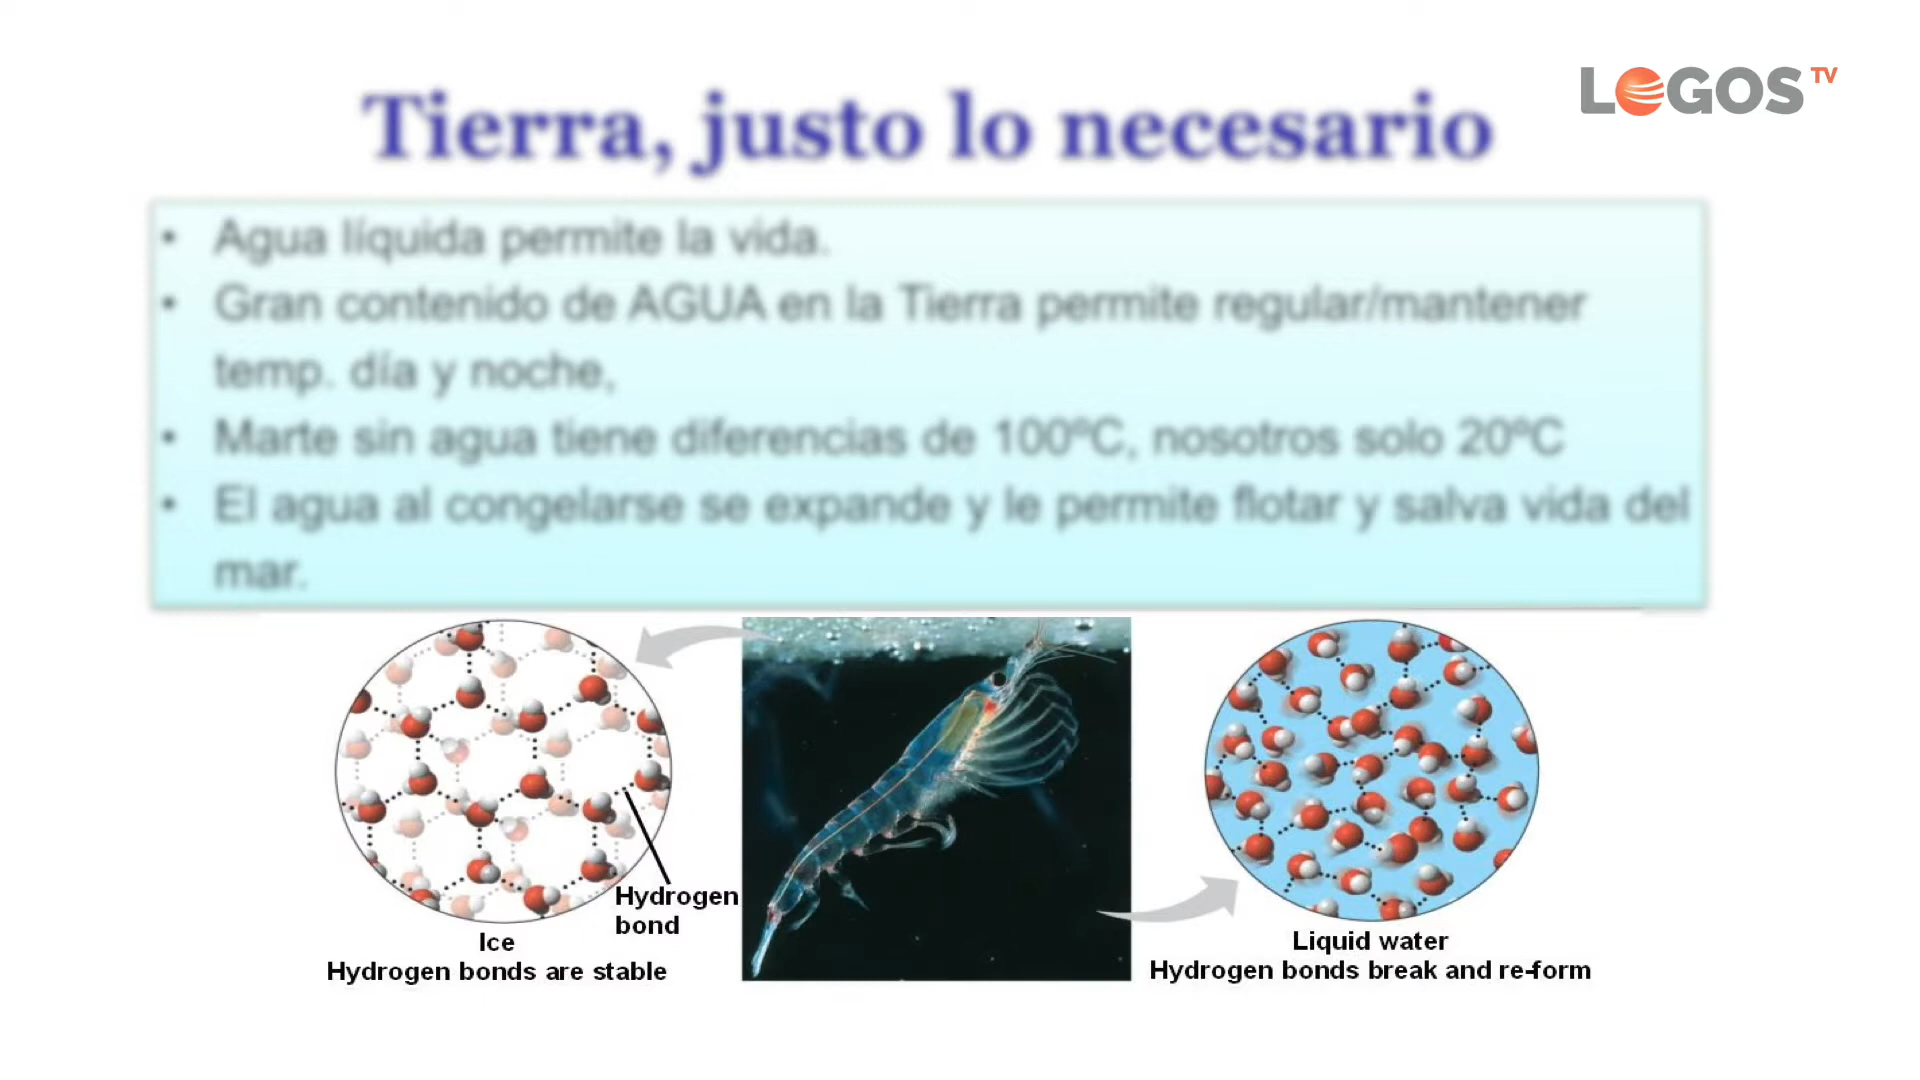 LOGOS TV
Tierra, justo lo necesario
• Agua líquida permite la vida.
• Gran contenido de AGUA en la Tierra permite regular/mantener
temp. día y noche,
• Marte sin agua tiene diferencias de 100ºC, nosotros solo 20ºC
• El agua al congelarse se expande y le permite flotar y salva vida del
mar.
Hydrogen
bond
Ice
Hydrogen bonds are stable
Liquid water
Hydrogen bonds break and re-form